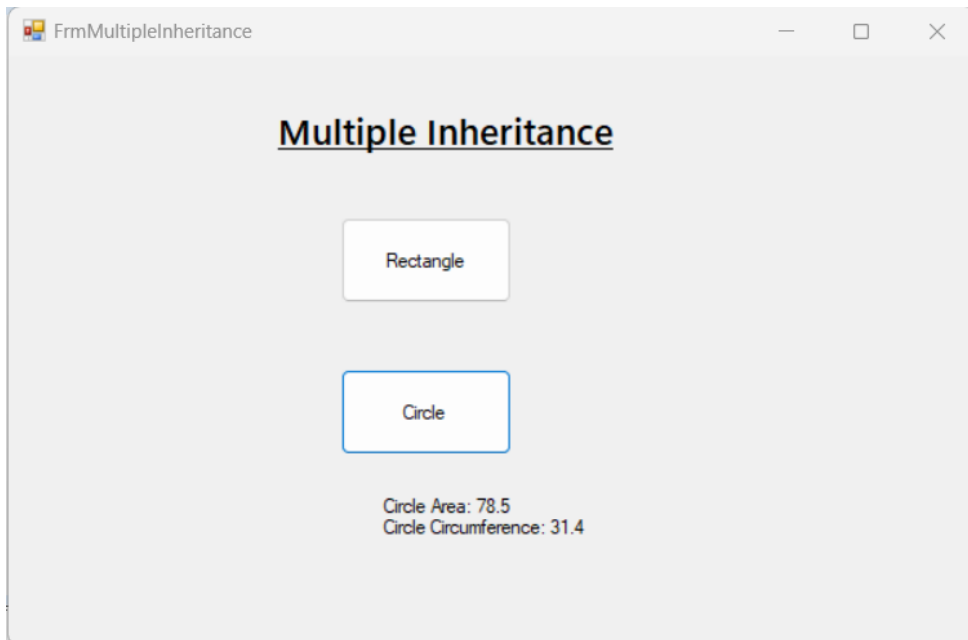 FrmMultipleInheritance
Multiple Inheritance
Rectangle
Circle
Circle Area: 78.5
Circle Circumference: 31.4